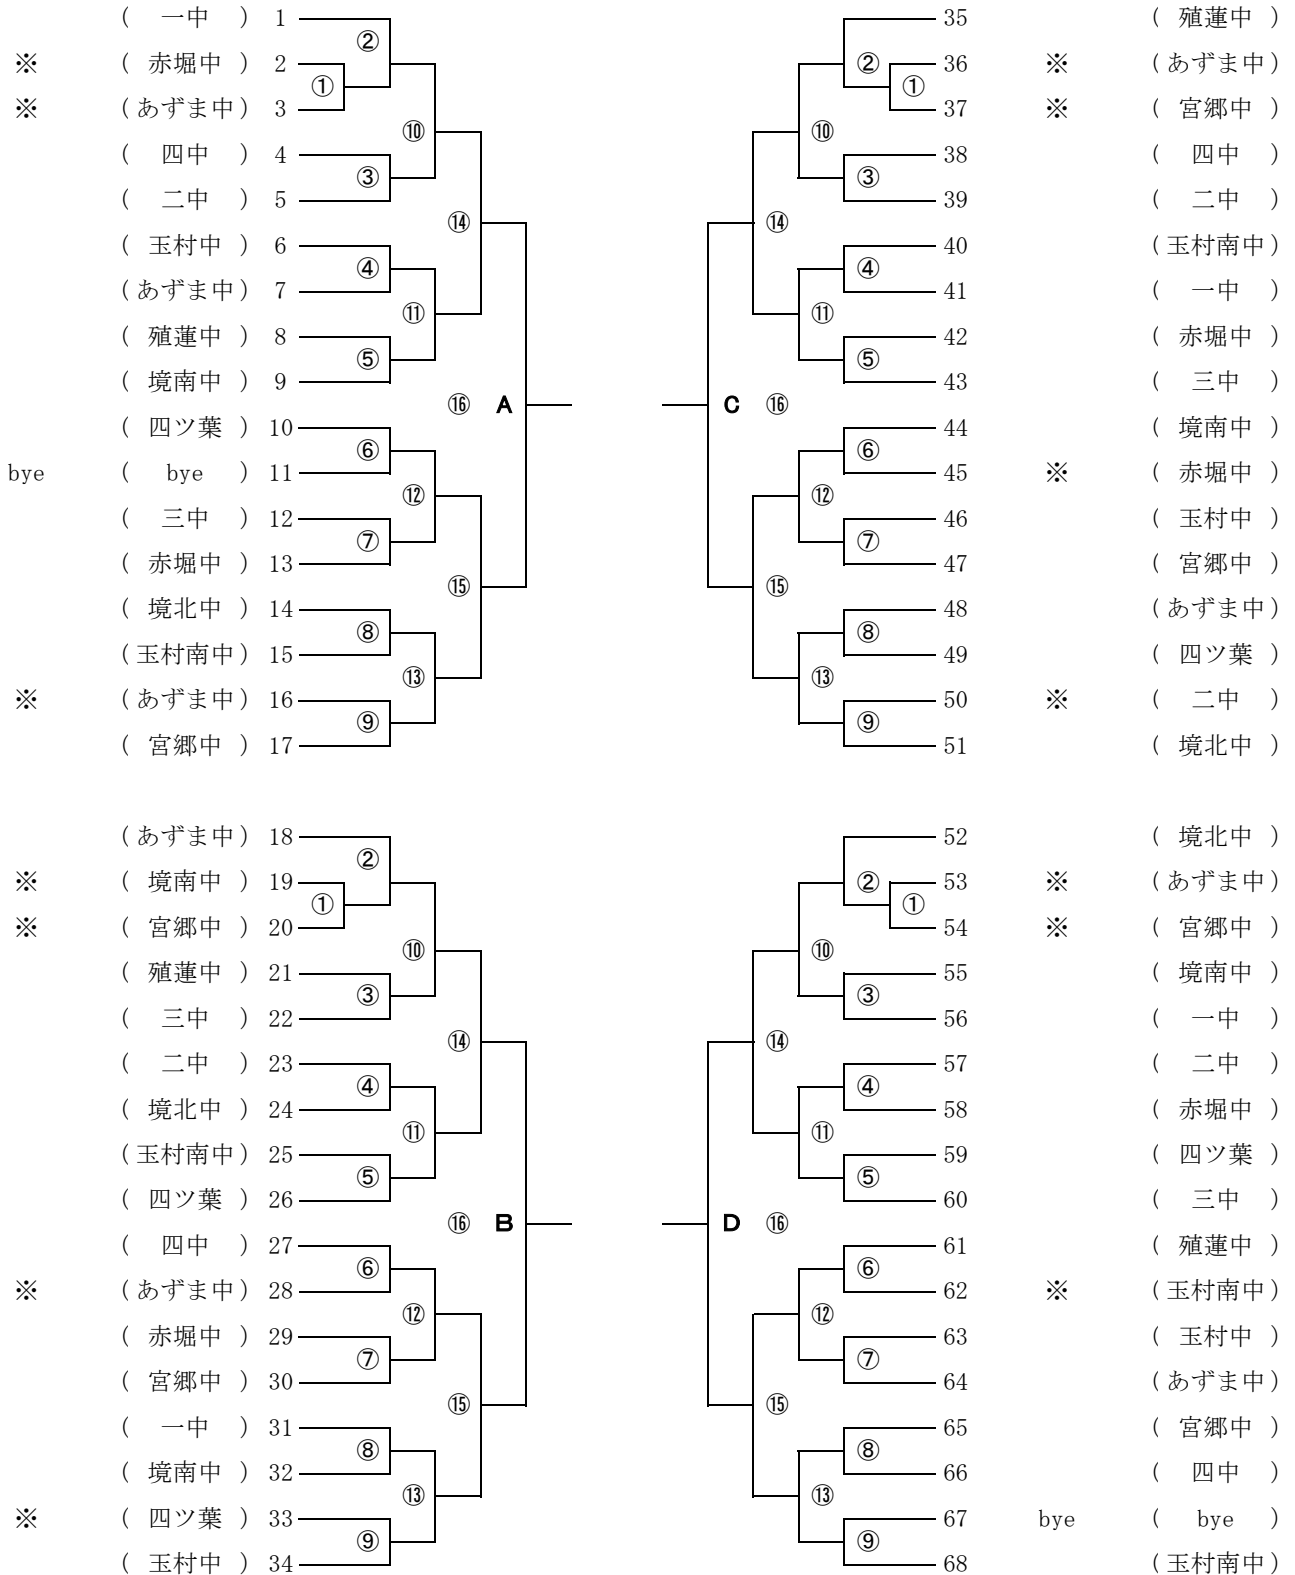 ( 一中 ) 1 ② 35 ( 殖蓮中 )
※ ( 赤堀中 ) 2 ② 36 ※ (あずま中)
① ①
※ (あずま中) 3 37 ※ ( 宮郷中 )
⑩ ⑩
( 四中 ) 4 38 ( 四中 )
③ ③
( 二中 ) 5 39 ( 二中 )
⑭ ⑭
( 玉村中 ) 6 40 (玉村南中)
④ ④
(あずま中) 7 41 ( 一中 )
⑪ ⑪
( 殖蓮中 ) 8 42 ( 赤堀中 )
⑤ ⑤
( 境南中 ) 9 43 ( 三中 )
⑯ A C ⑯
( 四ツ葉 ) 10 44 ( 境南中 )
⑥ ⑥
bye ( bye ) 11 45 ※ ( 赤堀中 )
⑫ ⑫
( 三中 ) 12 46 ( 玉村中 )
⑦ ⑦
( 赤堀中 ) 13 47 ( 宮郷中 )
⑮ ⑮
( 境北中 ) 14 48 (あずま中)
⑧ ⑧
(玉村南中) 15 49 ( 四ツ葉 )
⑬ ⑬
※ (あずま中) 16 50 ※ ( 二中 )
⑨ ⑨
( 宮郷中 ) 17 51 ( 境北中 )
(あずま中) 18 52 ( 境北中 )
②
※ ( 境南中 ) 19 ② 53 ※ (あずま中)
① ①
※ ( 宮郷中 ) 20 54 ※ ( 宮郷中 )
⑩ ⑩
( 殖蓮中 ) 21 55 ( 境南中 )
③ ③
( 三中 ) 22 56 ( 一中 )
⑭ ⑭
( 二中 ) 23 57 ( 二中 )
④ ④
( 境北中 ) 24 58 ( 赤堀中 )
⑪ ⑪
(玉村南中) 25 59 ( 四ツ葉 )
⑤ ⑤
( 四ツ葉 ) 26 60 ( 三中 )
⑯ B D ⑯
( 四中 ) 27 61 ( 殖蓮中 )
⑥ ⑥
※ (あずま中) 28 62 ※ (玉村南中)
⑫ ⑫
( 赤堀中 ) 29 63 ( 玉村中 )
⑦ ⑦
( 宮郷中 ) 30 64 (あずま中)
⑮ ⑮
( 一中 ) 31 65 ( 宮郷中 )
⑧ ⑧
( 境南中 ) 32 66 ( 四中 )
⑬ ⑬
※ ( 四ツ葉 ) 33 67 bye ( bye )
⑨ ⑨
( 玉村中 ) 34 68 (玉村南中)